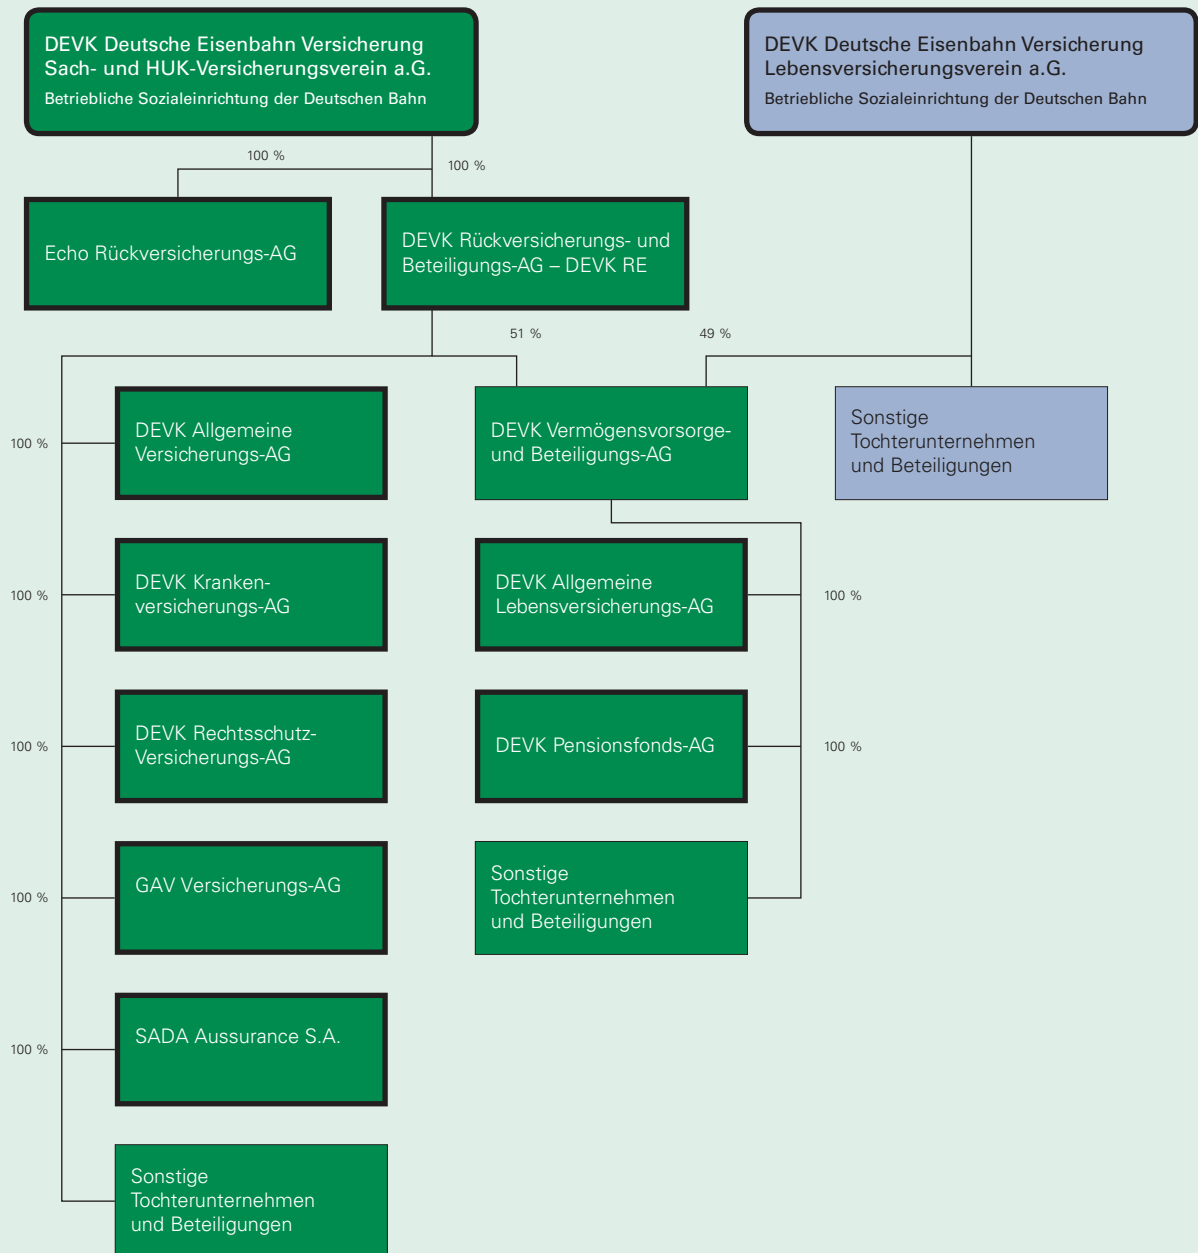 DEVK Deutsche Eisenbahn Versicherung
Sach- und HUK-Versicherungsverein a.G.
Betriebliche Sozialeinrichtung der Deutschen Bahn
DEVK Deutsche Eisenbahn Versicherung
Lebensversicherungsverein a.G.
Betriebliche Sozialeinrichtung der Deutschen Bahn
100 %
100 %
Echo Rückversicherungs-AG
DEVK Rückversicherungs- und
Beteiligungs-AG – DEVK RE
51 %
49 %
100 %
DEVK Allgemeine
Versicherungs-AG
DEVK Vermögensvorsorge-
und Beteiligungs-AG
Sonstige
Tochterunternehmen
und Beteiligungen
100 %
DEVK Kranken-
versicherungs-AG
DEVK Allgemeine
Lebensversicherungs-AG
100 %
100 %
DEVK Rechtsschutz-
Versicherungs-AG
DEVK Pensionsfonds-AG
100 %
100 %
GAV Versicherungs-AG
Sonstige
Tochterunternehmen
und Beteiligungen
100 %
SADA Aussurance S.A.
Sonstige
Tochterunternehmen
und Beteiligungen